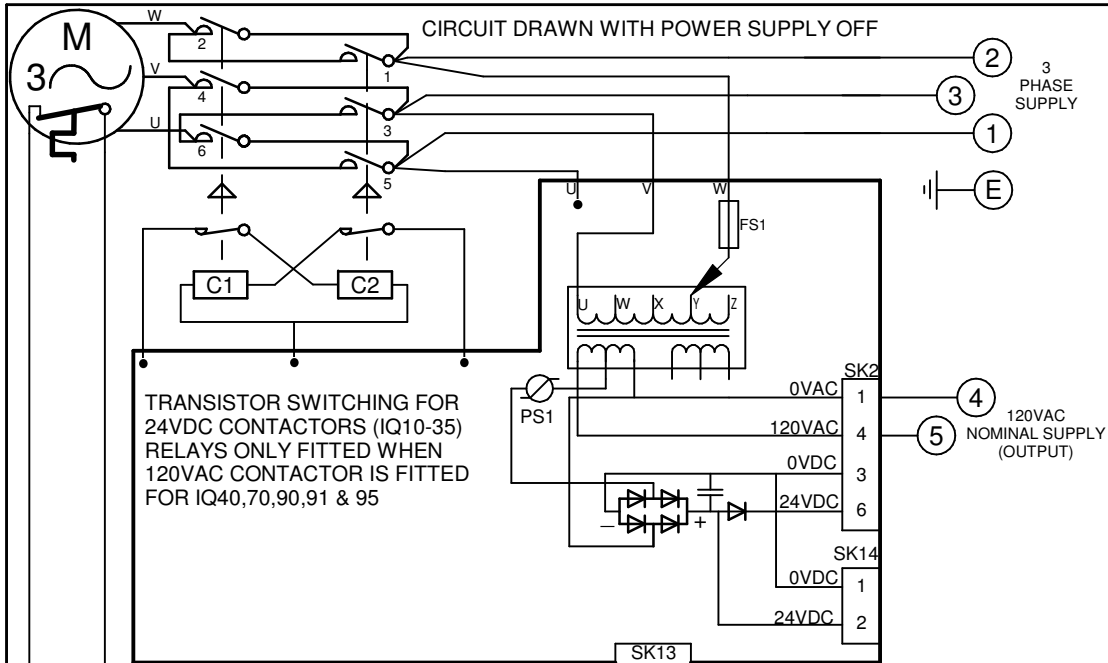 CIRCUIT DRAWN WITH POWER SUPPLY OFF
W
M
3
V
U
2
1
4
3
6
5
2
3
1
3
PHASE
SUPPLY
E
C1
C2
U
V
W
FS1
U
W
X
Y
Z
PS1
TRANSISTOR SWITCHING FOR
24VDC CONTACTORS (IQ10-35)
RELAYS ONLY FITTED WHEN
120VAC CONTACTOR IS FITTED
FOR IQ40,70,90,91 & 95
SK2
0VAC
1
4
120VAC
4
5
120VAC
NOMINAL SUPPLY
(OUTPUT)
0VDC
3
24VDC
6
−
+
SK14
0VDC
1
24VDC
2
SK13